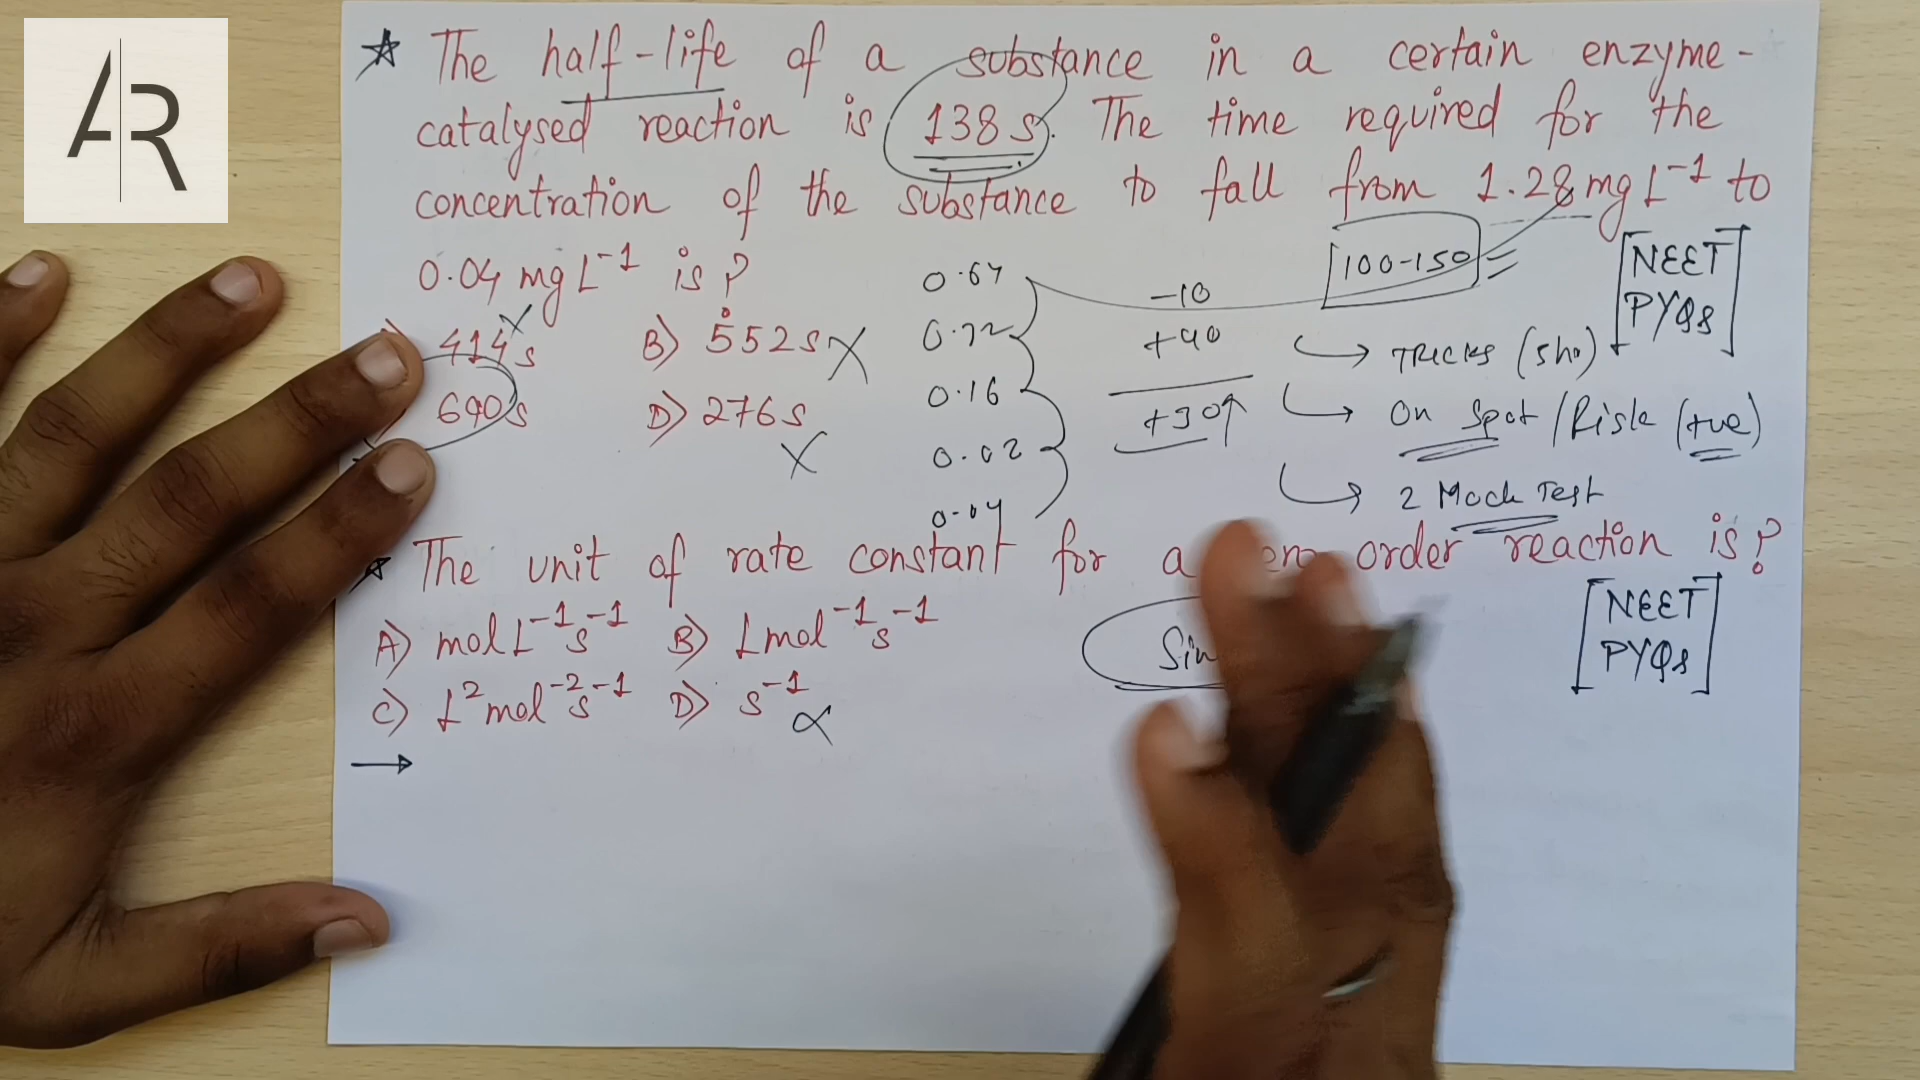 AR
★ The half-life of a substance in a certain enzyme-
catalysed reaction is 138 s. The time required for the
concentration of the substance to fall from 1.28 mg L⁻¹ to
0.04 mg L⁻¹ is ?
414 s B) 552 s X
690 s D) 276 s X
0.64
0.32
0.16
0.02
0.04
-10
+40
+30↑
100-150
→ TRICKS (sho)
→ On Spot / Risk (+ve)
→ 2 Mock Test
[NEET
PYQs]
★ The unit of rate constant for a order reaction is ?
A) mol L⁻¹ s⁻¹ B) L mol⁻¹ s⁻¹
C) L² mol⁻² s⁻¹ D) s⁻¹
→
[NEET
PYQs]